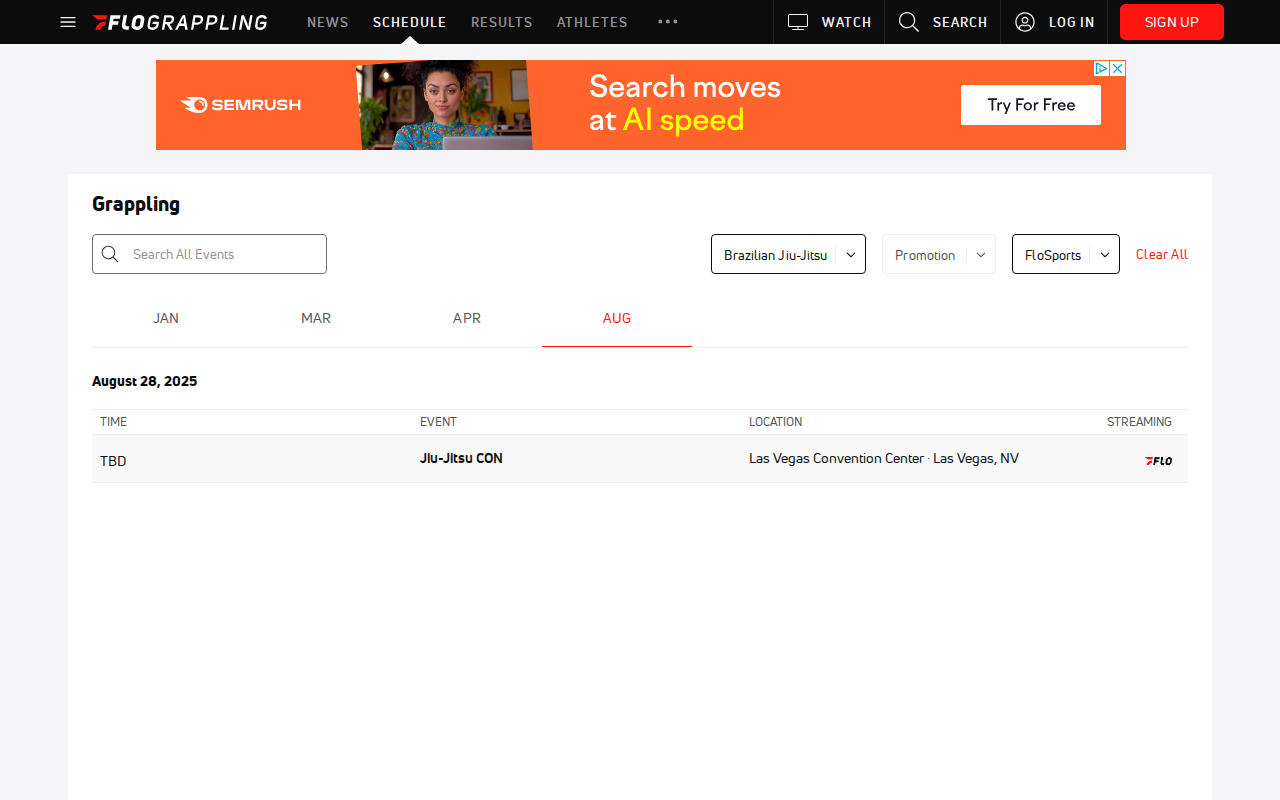 FLOGRAPPLING
NEWS
SCHEDULE
RESULTS
ATHLETES
WATCH
SEARCH
LOG IN
SIGN UP
SEMRUSH
Search moves
at AI speed
Try For Free
Grappling
Search All Events
Brazilian Jiu-Jitsu
Promotion
FloSports
Clear All
JAN
MAR
APR
AUG
August 28, 2025
TIME
EVENT
LOCATION
STREAMING
TBD
Jiu-Jitsu CON
Las Vegas Convention Center · Las Vegas, NV
FLO